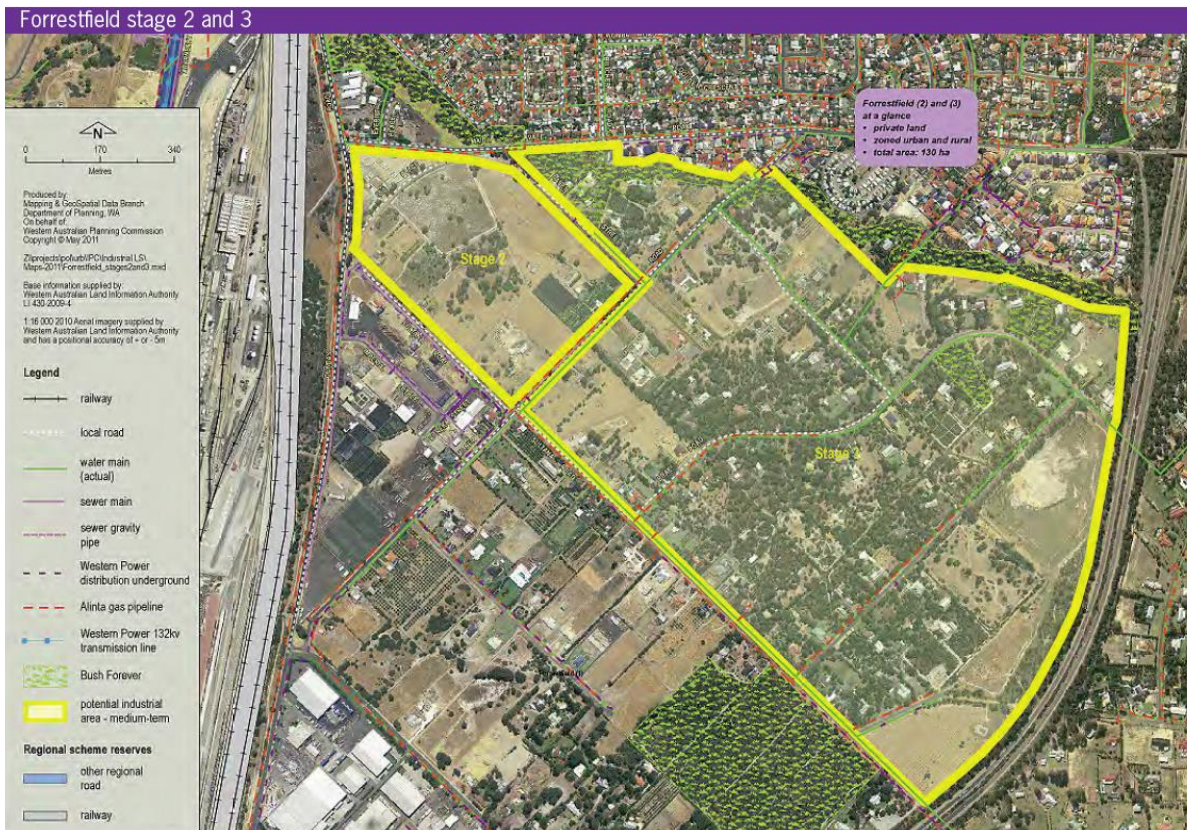 Forrestfield stage 2 and 3
Forrestfield (2) and (3)
at a glance
• private land
• zoned urban and rural
• total area: 130 ha
N
0 170 340
Metres
Produced by:
Mapping & GeoSpatial Data Branch
Department of Planning, WA
On behalf of,
Western Australian Planning Commission
Copyright © May 2011
Base information supplied by:
Western Australian Land Information Authority
LI 430-2009-4
1:16 000 2010 Aerial imagery supplied by
Western Australian Land Information Authority
and has a positional accuracy of + or - 5m
Legend
railway
local road
water main
(actual)
sewer main
sewer gravity
pipe
Western Power
distribution underground
Alinta gas pipeline
Western Power 132kv
transmission line
Bush Forever
potential industrial
area - medium-term
Regional scheme reserves
other regional
road
railway
Stage 2
Stage 3